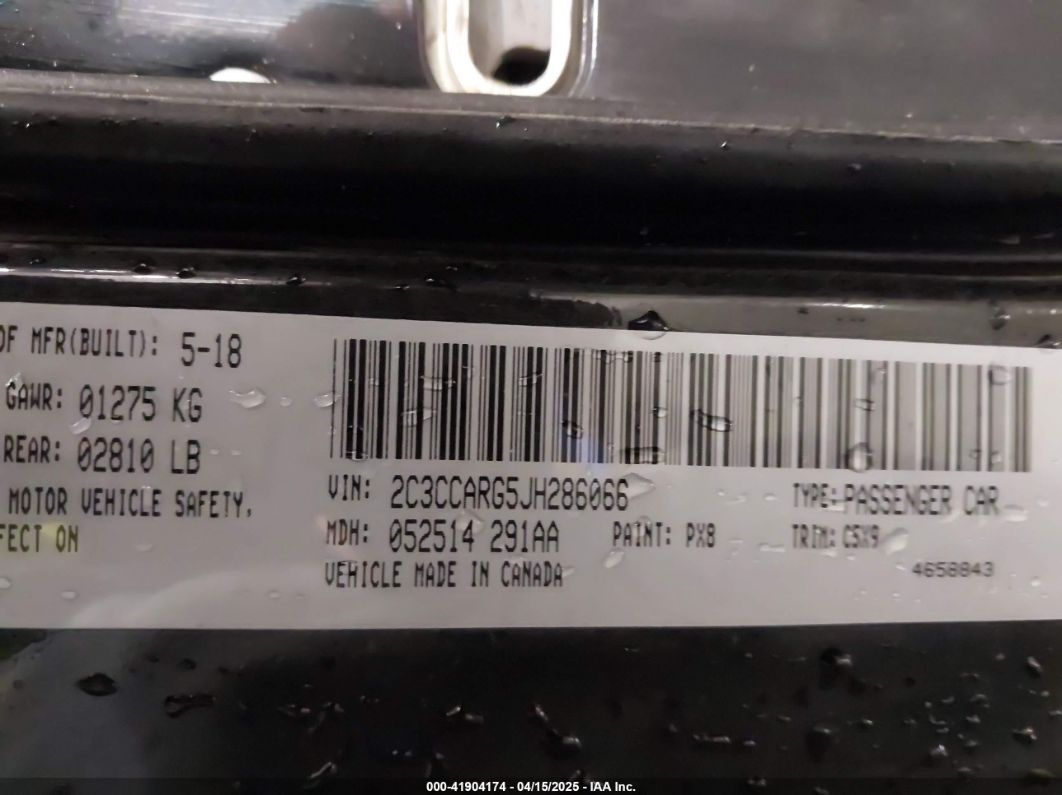 OF MFR(BUILT): 5-18
GAWR: 01275 KG
REAR: 02810 LB
MOTOR VEHICLE SAFETY,
FECT ON
VIN: 2C3CCARG5JH286066
TYPE: PASSENGER CAR
MDH: 052514 291AA
PAINT: PX8
TRIM: C5X9
VEHICLE MADE IN CANADA
4658843
000-41904174 - 04/15/2025 - IAA Inc.